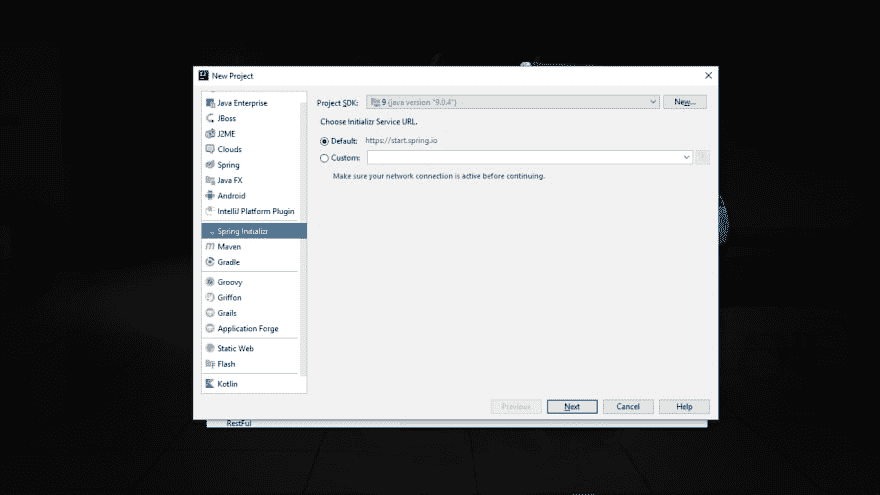 New Project
Java Enterprise
JBoss
J2ME
Clouds
Spring
Java FX
Android
IntelliJ Platform Plugin
Spring Initializr
Maven
Gradle
Groovy
Griffon
Grails
Application Forge
Static Web
Flash
Kotlin
Project SDK: 9 (java version "9.0.4") New...
Choose Initializr Service URL.
Default: https://start.spring.io
Custom:
Make sure your network connection is active before continuing.
Previous Next Cancel Help
RestFul